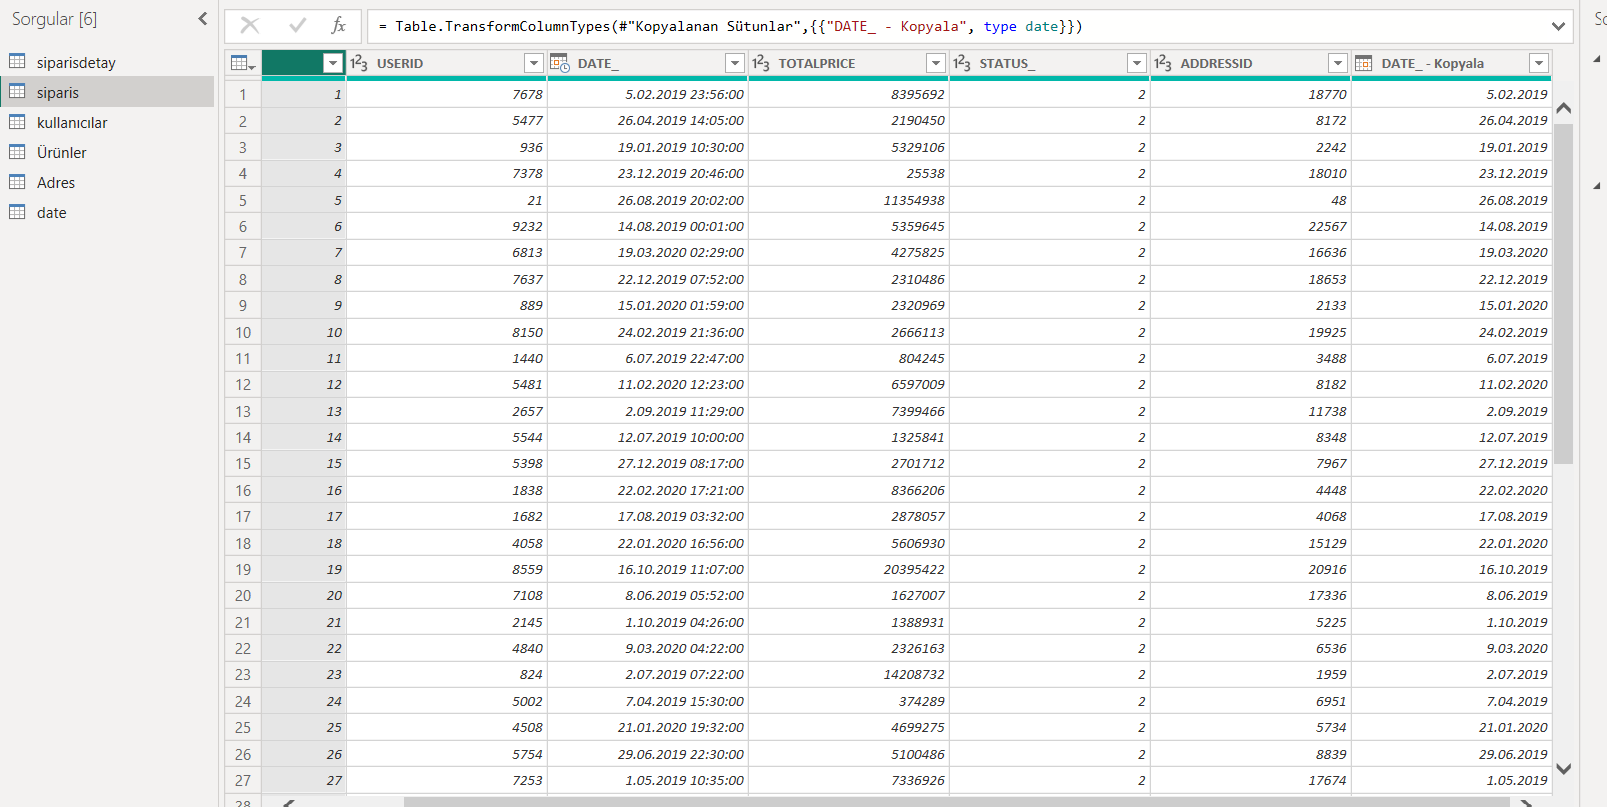 Sorgular [6]
siparisdetay
siparis
kullanıcılar
Ürünler
Adres
date
fx
= Table.TransformColumnTypes(#"Kopyalanan Sütunlar",{{"DATE_ - Kopyala", type date}})
1²3 USERID DATE_ 1²3 TOTALPRICE 1²3 STATUS_ 1²3 ADDRESSID DATE_ - Kopyala
1 1 7678 5.02.2019 23:56:00 8395692 2 18770 5.02.2019
2 2 5477 26.04.2019 14:05:00 2190450 2 8172 26.04.2019
3 3 936 19.01.2019 10:30:00 5329106 2 2242 19.01.2019
4 4 7378 23.12.2019 20:46:00 25538 2 18010 23.12.2019
5 5 21 26.08.2019 20:02:00 11354938 2 48 26.08.2019
6 6 9232 14.08.2019 00:01:00 5359645 2 22567 14.08.2019
7 7 6813 19.03.2020 02:29:00 4275825 2 16636 19.03.2020
8 8 7637 22.12.2019 07:52:00 2310486 2 18653 22.12.2019
9 9 889 15.01.2020 01:59:00 2320969 2 2133 15.01.2020
10 10 8150 24.02.2019 21:36:00 2666113 2 19925 24.02.2019
11 11 1440 6.07.2019 22:47:00 804245 2 3488 6.07.2019
12 12 5481 11.02.2020 12:23:00 6597009 2 8182 11.02.2020
13 13 2657 2.09.2019 11:29:00 7399466 2 11738 2.09.2019
14 14 5544 12.07.2019 10:00:00 1325841 2 8348 12.07.2019
15 15 5398 27.12.2019 08:17:00 2701712 2 7967 27.12.2019
16 16 1838 22.02.2020 17:21:00 8366206 2 4448 22.02.2020
17 17 1682 17.08.2019 03:32:00 2878057 2 4068 17.08.2019
18 18 4058 22.01.2020 16:56:00 5606930 2 15129 22.01.2020
19 19 8559 16.10.2019 11:07:00 20395422 2 20916 16.10.2019
20 20 7108 8.06.2019 05:52:00 1627007 2 17336 8.06.2019
21 21 2145 1.10.2019 04:26:00 1388931 2 5225 1.10.2019
22 22 4840 9.03.2020 04:22:00 2326163 2 6536 9.03.2020
23 23 824 2.07.2019 07:22:00 14208732 2 1959 2.07.2019
24 24 5002 7.04.2019 15:30:00 374289 2 6951 7.04.2019
25 25 4508 21.01.2020 19:32:00 4699275 2 5734 21.01.2020
26 26 5754 29.06.2019 22:30:00 5100486 2 8839 29.06.2019
27 27 7253 1.05.2019 10:35:00 7336926 2 17674 1.05.2019
28